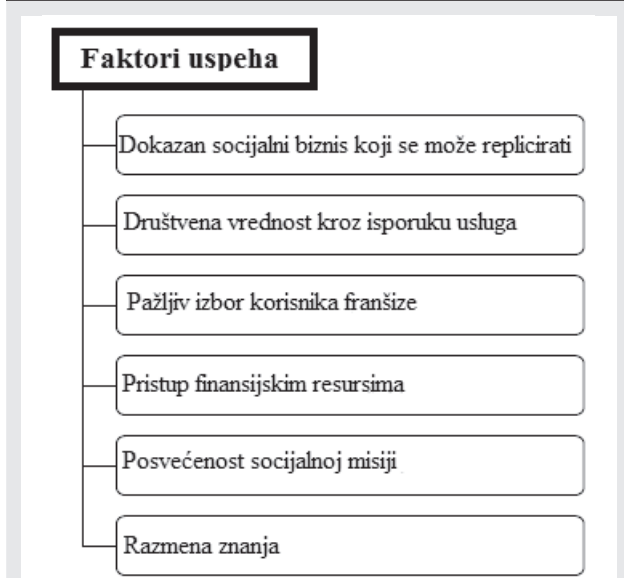 Faktori uspeha
Dokazan socijalni biznis koji se može replicirati
Društvena vrednost kroz isporuku usluga
Pažljiv izbor korisnika franšize
Pristup finansijskim resursima
Posvećenost socijalnoj misiji
Razmena znanja